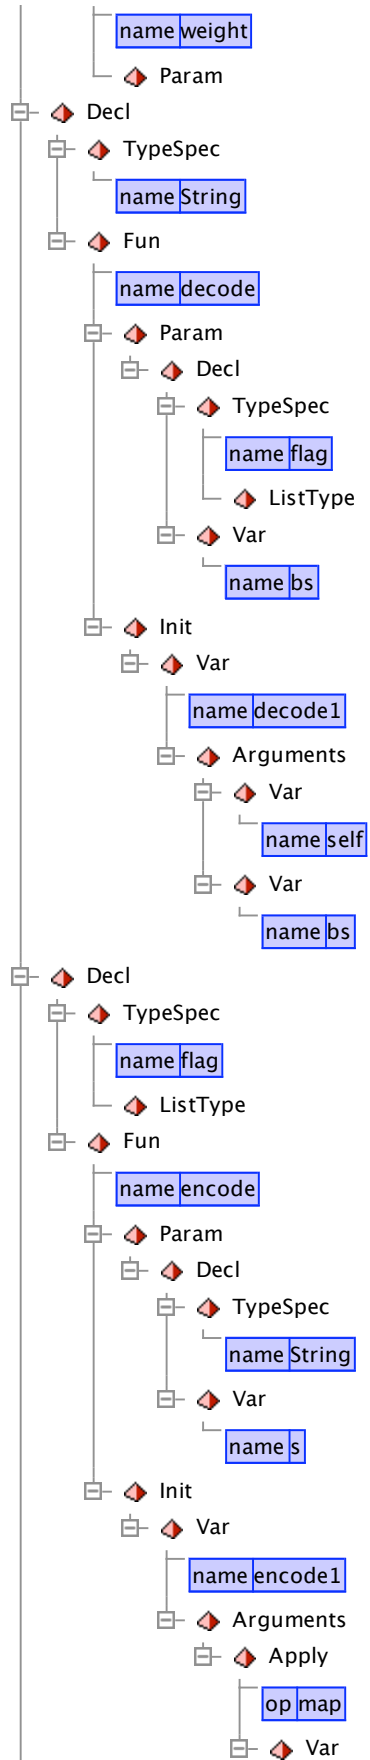 name weight
Param
Decl
TypeSpec
name String
Fun
name decode
Param
Decl
TypeSpec
name flag
ListType
Var
name bs
Init
Var
name decode1
Arguments
Var
name self
Var
name bs
Decl
TypeSpec
name flag
ListType
Fun
name encode
Param
Decl
TypeSpec
name String
Var
name s
Init
Var
name encode1
Arguments
Apply
op map
Var